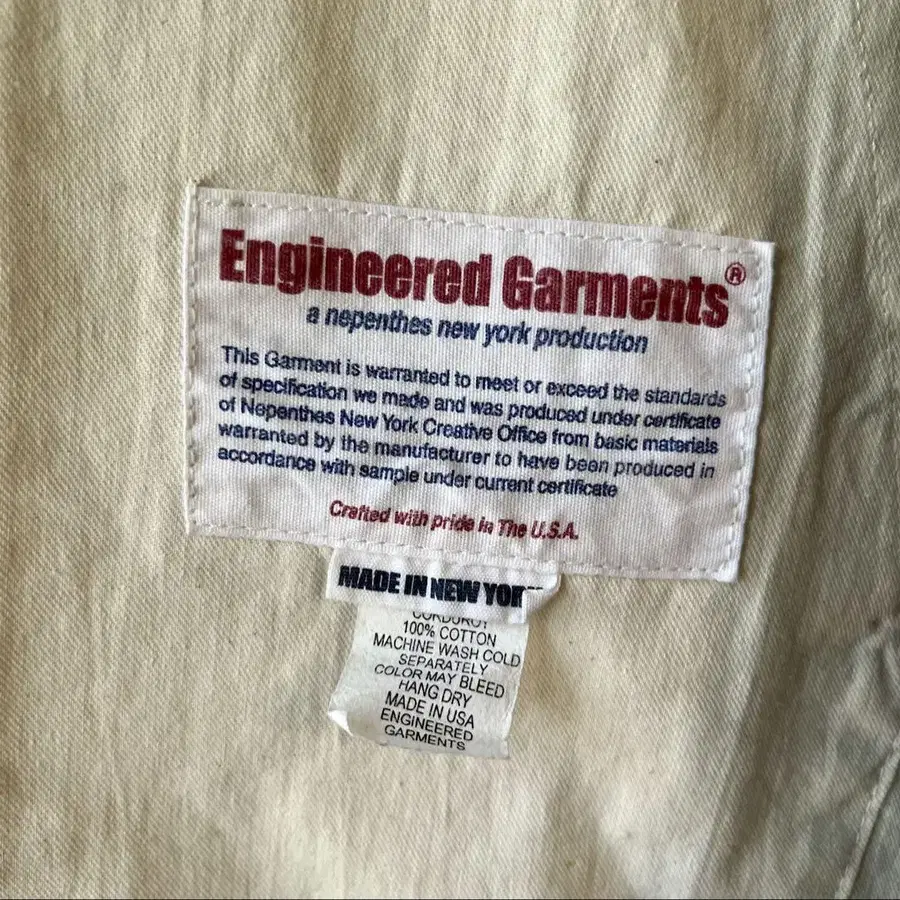 Engineered Garments®
a nepenthes new york production
This Garment is warranted to meet or exceed the standards
of specification we made and was produced under certificate
of Nepenthes New York Creative Office from basic materials
warranted by the manufacturer to have been produced in
accordance with sample under current certificate
Crafted with pride in The U.S.A.
MADE IN NEW YOR
CORDUROY
100% COTTON
MACHINE WASH COLD
SEPARATELY
COLOR MAY BLEED
HANG DRY
MADE IN USA
ENGINEERED
GARMENTS